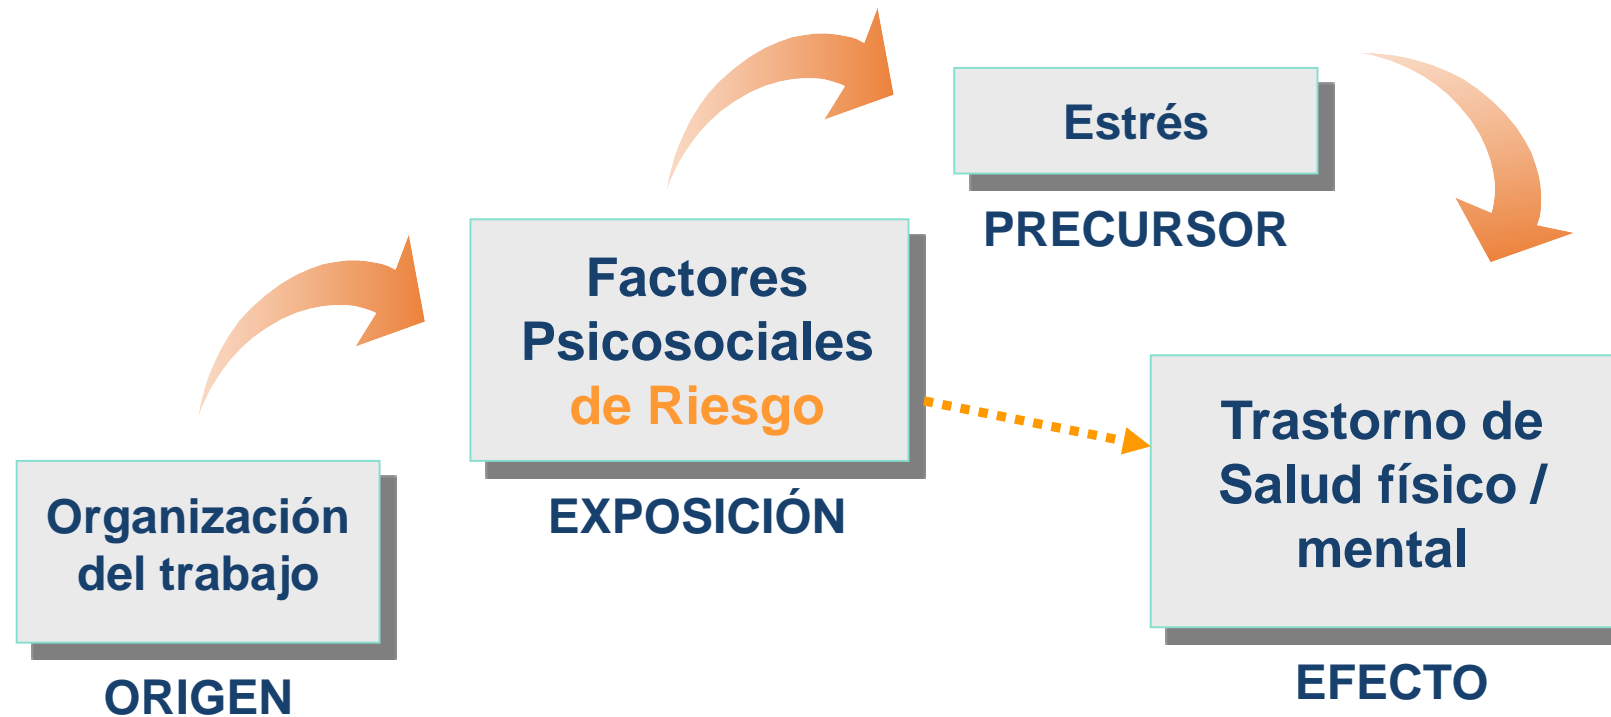 Organización
del trabajo
ORIGEN
Factores
Psicosociales
de Riesgo
EXPOSICIÓN
Estrés
PRECURSOR
Trastorno de
Salud físico /
mental
EFECTO